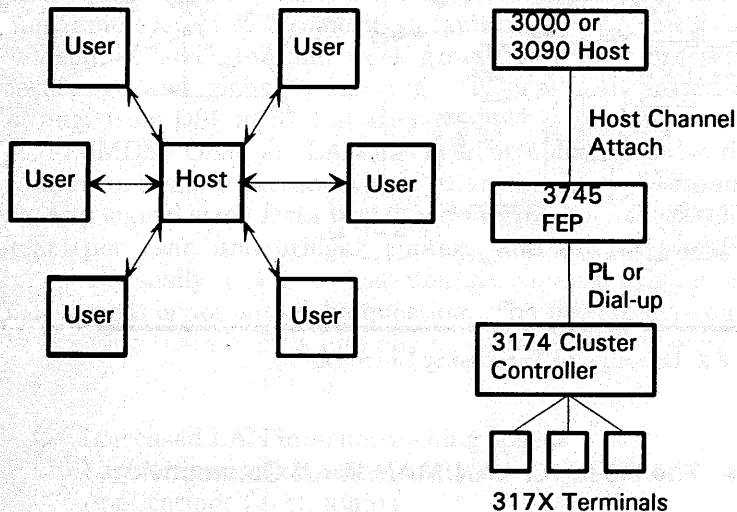 User
User
User
Host
User
User
User
3000 or
3090 Host
Host Channel
Attach
3745
FEP
PL or
Dial-up
3174 Cluster
Controller
317X Terminals